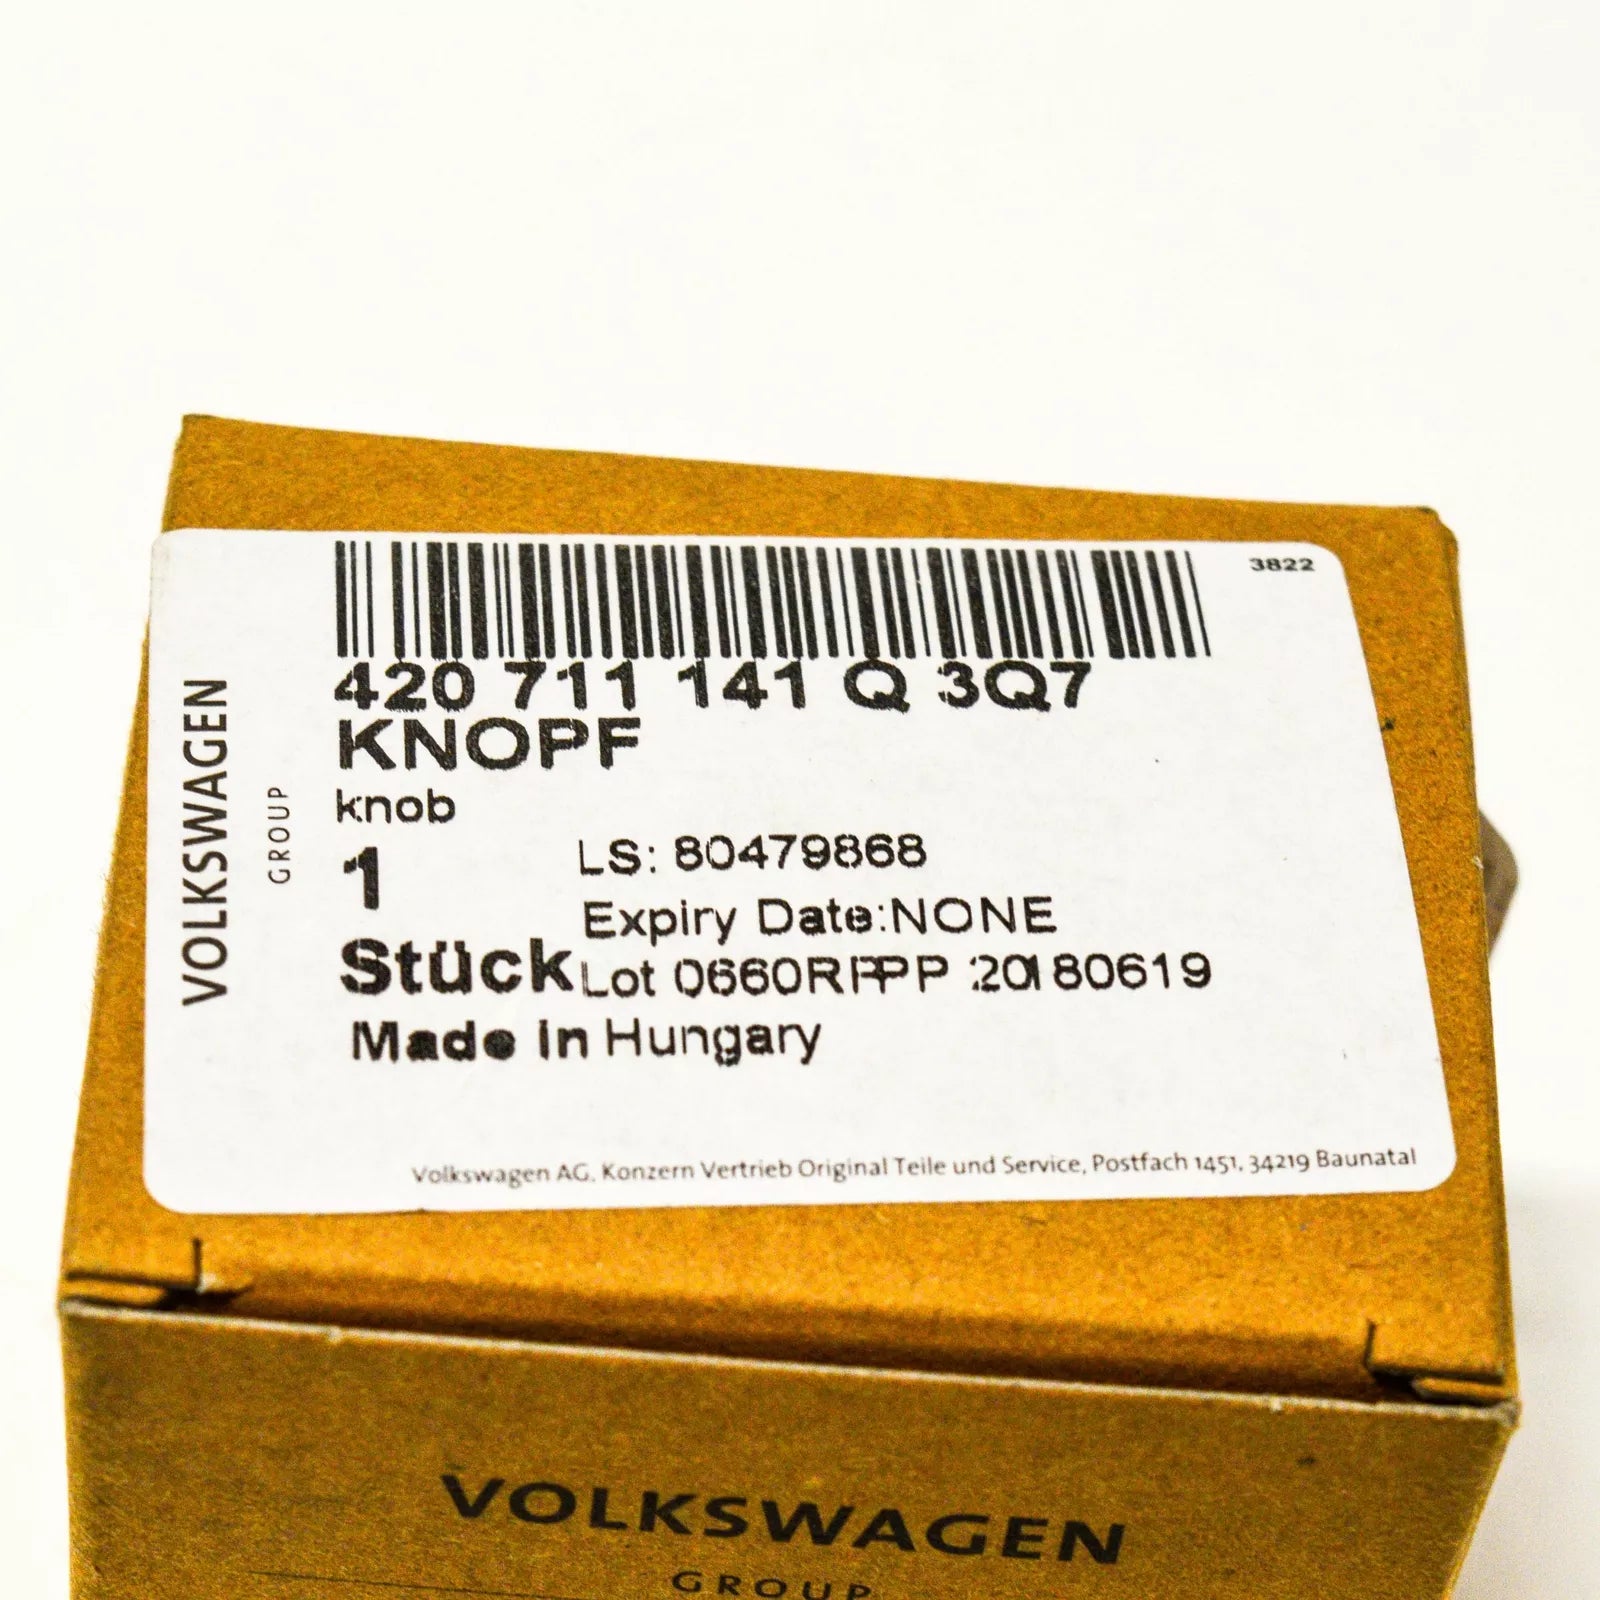 3822
420 711 141 Q 3Q7
KNOPF
knob
1
LS: 80479868
Expiry Date:NONE
Stück
Lot 0660RPPP 20180619
Made in Hungary
VOLKSWAGEN
GROUP
Volkswagen AG, Konzern Vertrieb Original Teile und Service, Postfach 1451, 34219 Baunatal
VOLKSWAGEN
GROUP